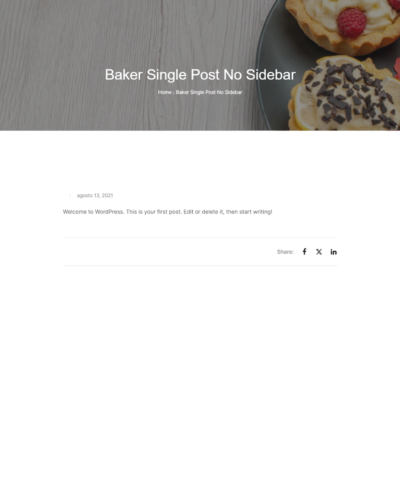 Baker Single Post No Sidebar
Home › Baker Single Post No Sidebar
agosto 13, 2021
Welcome to WordPress. This is your first post. Edit or delete it, then start writing!
Share: